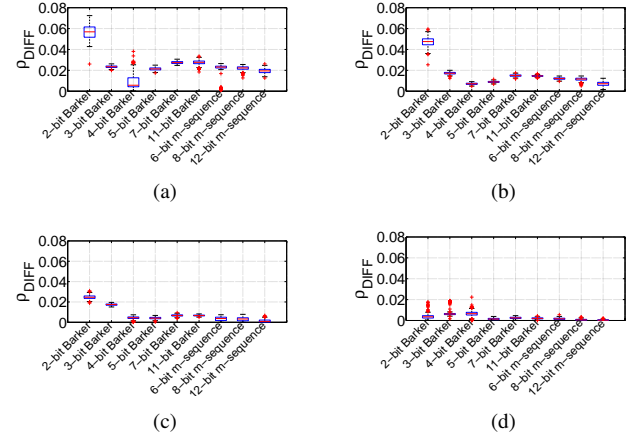 0.08
0.06
0.04
0.02
0
ρDIFF
2−bit Barker
3−bit Barker
4−bit Barker
5−bit Barker
7−bit Barker
11−bit Barker
6−bit m−sequence
8−bit m−sequence
12−bit m−sequence
(a)
0.08
0.06
0.04
0.02
0
ρDIFF
2−bit Barker
3−bit Barker
4−bit Barker
5−bit Barker
7−bit Barker
11−bit Barker
6−bit m−sequence
8−bit m−sequence
12−bit m−sequence
(b)
0.08
0.06
0.04
0.02
0
ρDIFF
2−bit Barker
3−bit Barker
4−bit Barker
5−bit Barker
7−bit Barker
11−bit Barker
6−bit m−sequence
8−bit m−sequence
12−bit m−sequence
(c)
0.08
0.06
0.04
0.02
0
ρDIFF
2−bit Barker
3−bit Barker
4−bit Barker
5−bit Barker
7−bit Barker
11−bit Barker
6−bit m−sequence
8−bit m−sequence
12−bit m−sequence
(d)